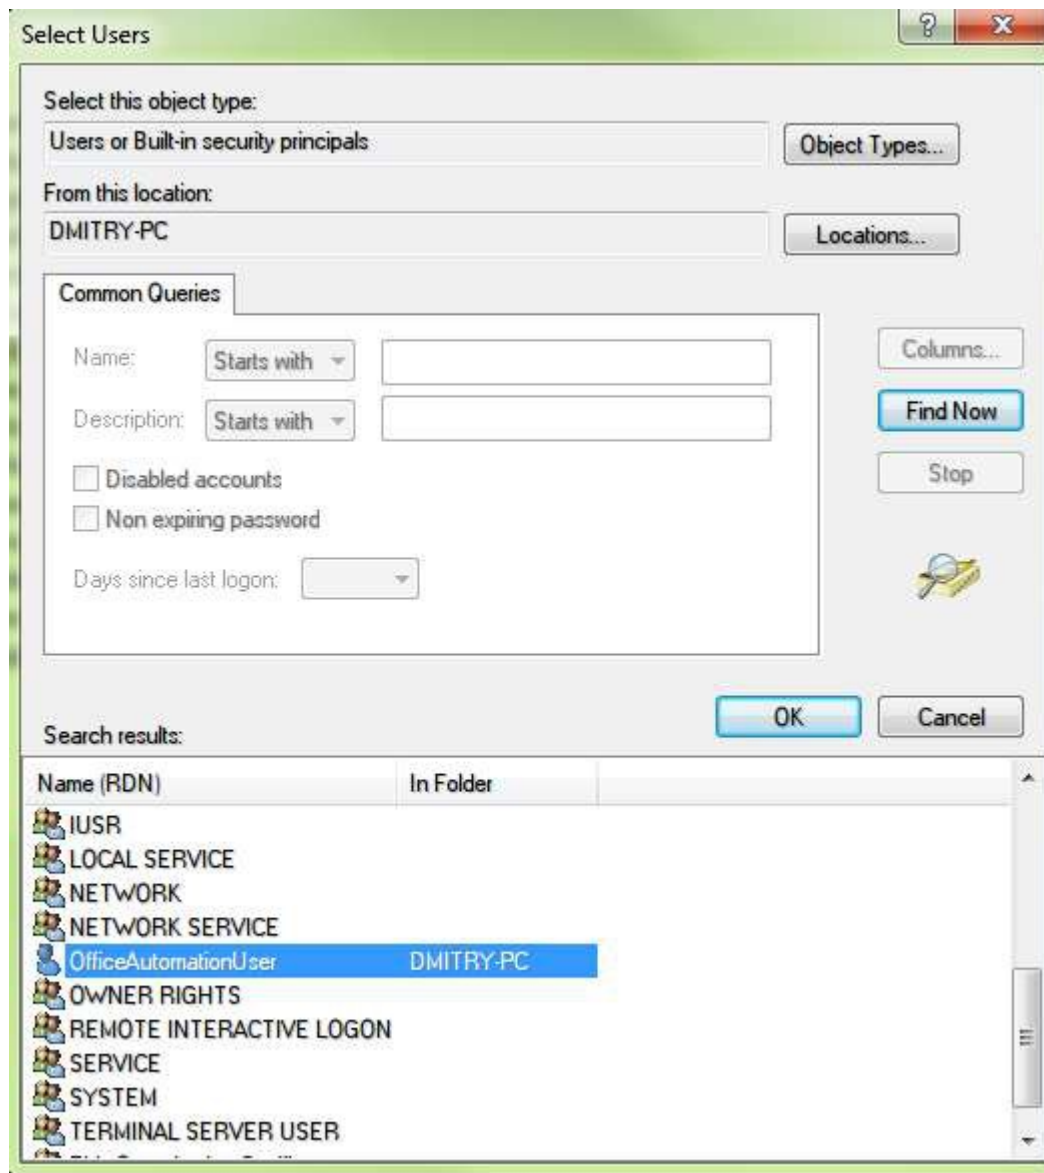 Select Users
Select this object type:
Users or Built-in security principals
Object Types...
From this location:
DMITRY-PC
Locations...
Common Queries
Name:
Starts with
Columns...
Description:
Starts with
Find Now
Disabled accounts
Stop
Non expiring password
Days since last logon:
OK
Cancel
Search results:
Name (RDN)
In Folder
IUSR
LOCAL SERVICE
NETWORK
NETWORK SERVICE
OfficeAutomationUser DMITRY-PC
OWNER RIGHTS
REMOTE INTERACTIVE LOGON
SERVICE
SYSTEM
TERMINAL SERVER USER